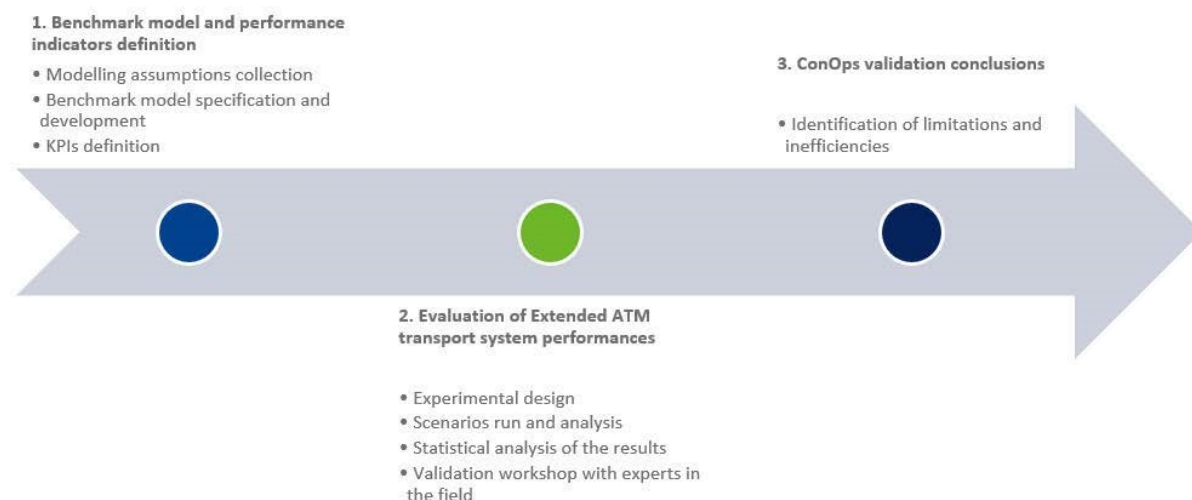 1. Benchmark model and performance
indicators definition
• Modelling assumptions collection
• Benchmark model specification and
development
• KPIs definition
3. ConOps validation conclusions
• Identification of limitations and
inefficiencies
2. Evaluation of Extended ATM
transport system performances
• Experimental design
• Scenarios run and analysis
• Statistical analysis of the results
• Validation workshop with experts in
the field